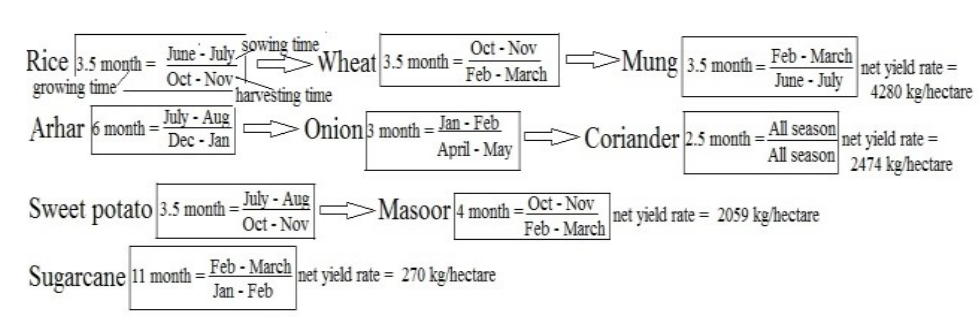 Rice 3.5 month = June - July / Oct - Nov sowing time growing time harvesting time Wheat 3.5 month = Oct - Nov / Feb - March Mung 3.5 month = Feb - March / June - July net yield rate = 4280 kg/hectare
Arhar 6 month = July - Aug / Dec - Jan Onion 3 month = Jan - Feb / April - May Coriander 2.5 month = All season / All season net yield rate = 2474 kg/hectare
Sweet potato 3.5 month = July - Aug / Oct - Nov Masoor 4 month = Oct - Nov / Feb - March net yield rate = 2059 kg/hectare
Sugarcane 11 month = Feb - March / Jan - Feb net yield rate = 270 kg/hectare